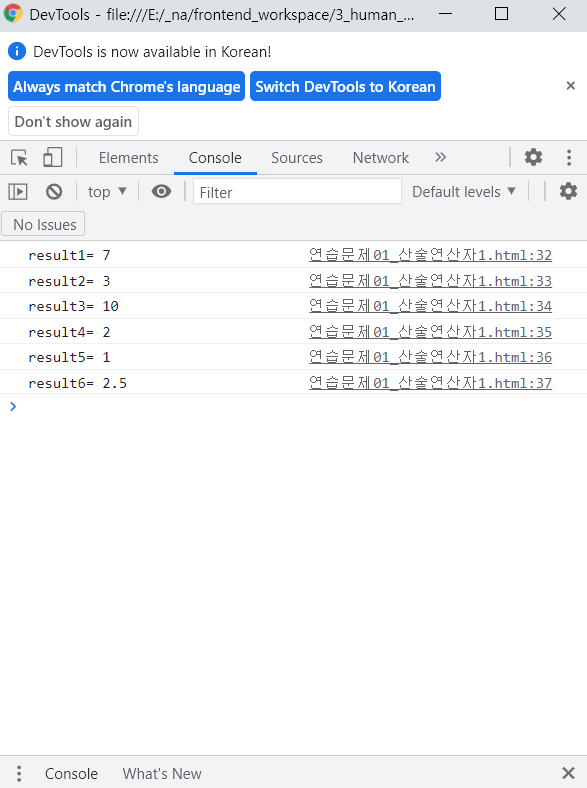 DevTools - file:///E:/_na/frontend_workspace/3_human_...
DevTools is now available in Korean!
Always match Chrome's language Switch DevTools to Korean
Don't show again
Elements Console Sources Network
top Filter Default levels
No Issues
result1= 7 연습문제01_산술연산자1.html:32
result2= 3 연습문제01_산술연산자1.html:33
result3= 10 연습문제01_산술연산자1.html:34
result4= 2 연습문제01_산술연산자1.html:35
result5= 1 연습문제01_산술연산자1.html:36
result6= 2.5 연습문제01_산술연산자1.html:37
Console What's New